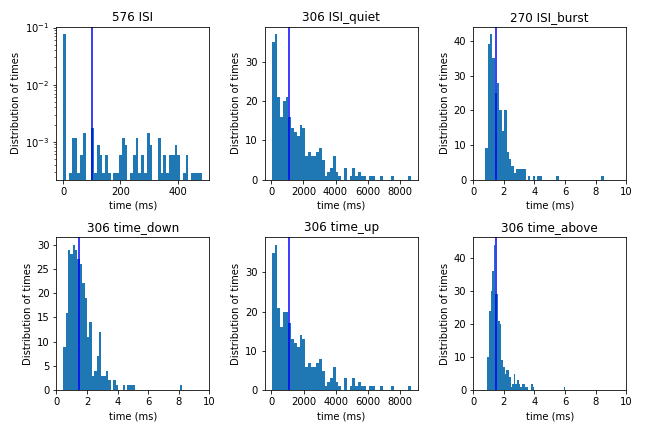 576 ISI
306 ISI_quiet
270 ISI_burst
Distribution of times
10⁻¹
10⁻²
10⁻³
0 200 400
time (ms)
Distribution of times
30
20
10
0
0 2000 4000 6000 8000
time (ms)
Distribution of times
40
30
20
10
0
0 2 4 6 8 10
time (ms)
306 time_down
306 time_up
306 time_above
Distribution of times
30
25
20
15
10
5
0
0 2 4 6 8 10
time (ms)
Distribution of times
30
20
10
0
0 2000 4000 6000 8000
time (ms)
Distribution of times
40
30
20
10
0
0 2 4 6 8 10
time (ms)